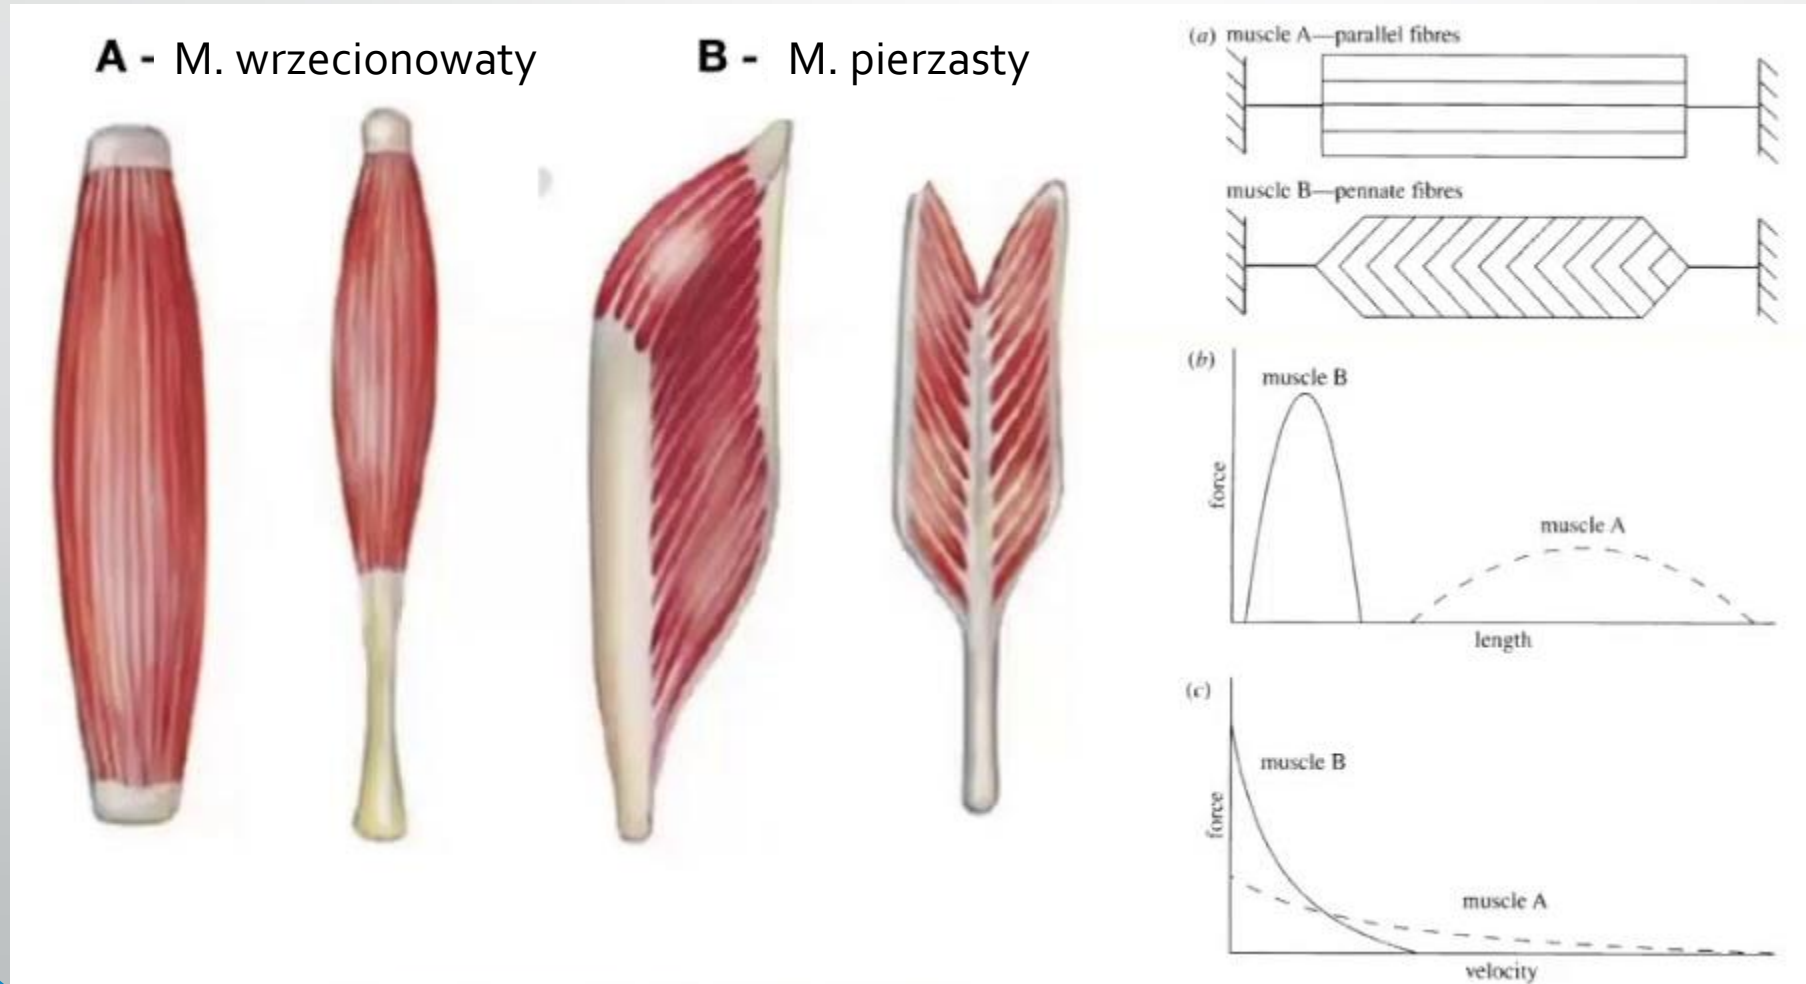 A - M. wrzecionowaty
B - M. pierzasty
(a) muscle A—parallel fibres
muscle B—pennate fibres
(b)
muscle B
muscle A
force
length
(c)
muscle B
muscle A
force
velocity